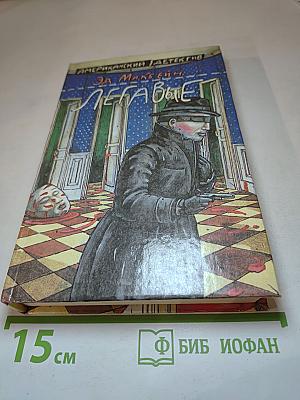 АМЕРИКАНСКИЙ ДЕТЕКТИВ
Эд Макбейн
ЛЕГАВЫЕ
15 см
Ф БИБ ИОФАН